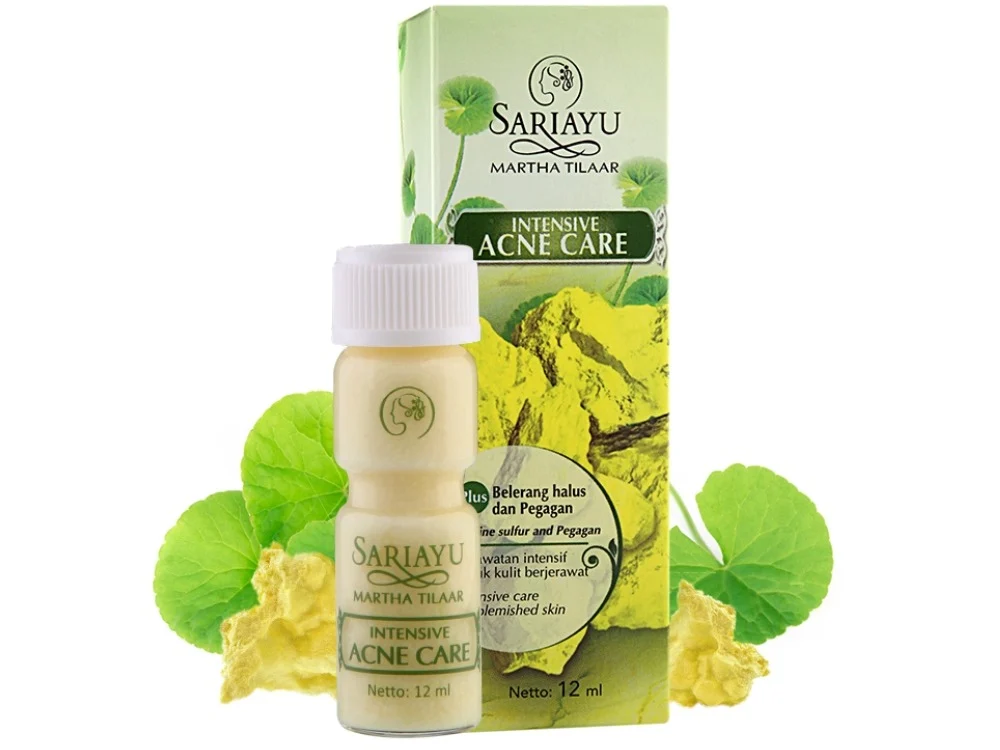 SARIAYU
MARTHA TILAAR
INTENSIVE
ACNE CARE
Plus Belerang halus
dan Pegagan
sulfur and Pegagan
intensif
kulit berjerawat
care
skin
Netto: 12 ml
SARIAYU
MARTHA TILAAR
INTENSIVE
ACNE CARE
Netto: 12 ml